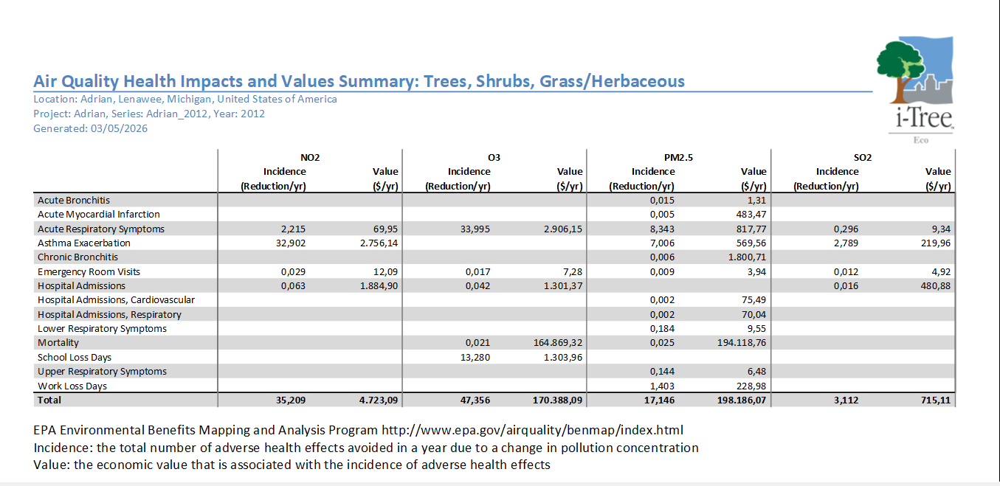 Air Quality Health Impacts and Values Summary: Trees, Shrubs, Grass/Herbaceous
Location: Adrian, Lenawee, Michigan, United States of America
Project: Adrian, Series: Adrian_2012, Year: 2012
Generated: 03/05/2026
i-Tree™
Eco
NO2 O3 PM2.5 SO2
Incidence Value Incidence Value Incidence Value Incidence Value
(Reduction/yr) ($/yr) (Reduction/yr) ($/yr) (Reduction/yr) ($/yr) (Reduction/yr) ($/yr)
Acute Bronchitis 0,015 1,31
Acute Myocardial Infarction 0,005 483,47
Acute Respiratory Symptoms 2,215 69,95 33,995 2.906,15 8,343 817,77 0,296 9,34
Asthma Exacerbation 32,902 2.756,14 7,006 569,56 2,789 219,96
Chronic Bronchitis 0,006 1.800,71
Emergency Room Visits 0,029 12,09 0,017 7,28 0,009 3,94 0,012 4,92
Hospital Admissions 0,063 1.884,90 0,042 1.301,37 0,016 480,88
Hospital Admissions, Cardiovascular 0,002 75,49
Hospital Admissions, Respiratory 0,002 70,04
Lower Respiratory Symptoms 0,184 9,55
Mortality 0,021 164.869,32 0,025 194.118,76
School Loss Days 13,280 1.303,96
Upper Respiratory Symptoms 0,144 6,48
Work Loss Days 1,403 228,98
Total 35,209 4.723,09 47,356 170.388,09 17,146 198.186,07 3,112 715,11
EPA Environmental Benefits Mapping and Analysis Program http://www.epa.gov/airquality/benmap/index.html
Incidence: the total number of adverse health effects avoided in a year due to a change in pollution concentration
Value: the economic value that is associated with the incidence of adverse health effects